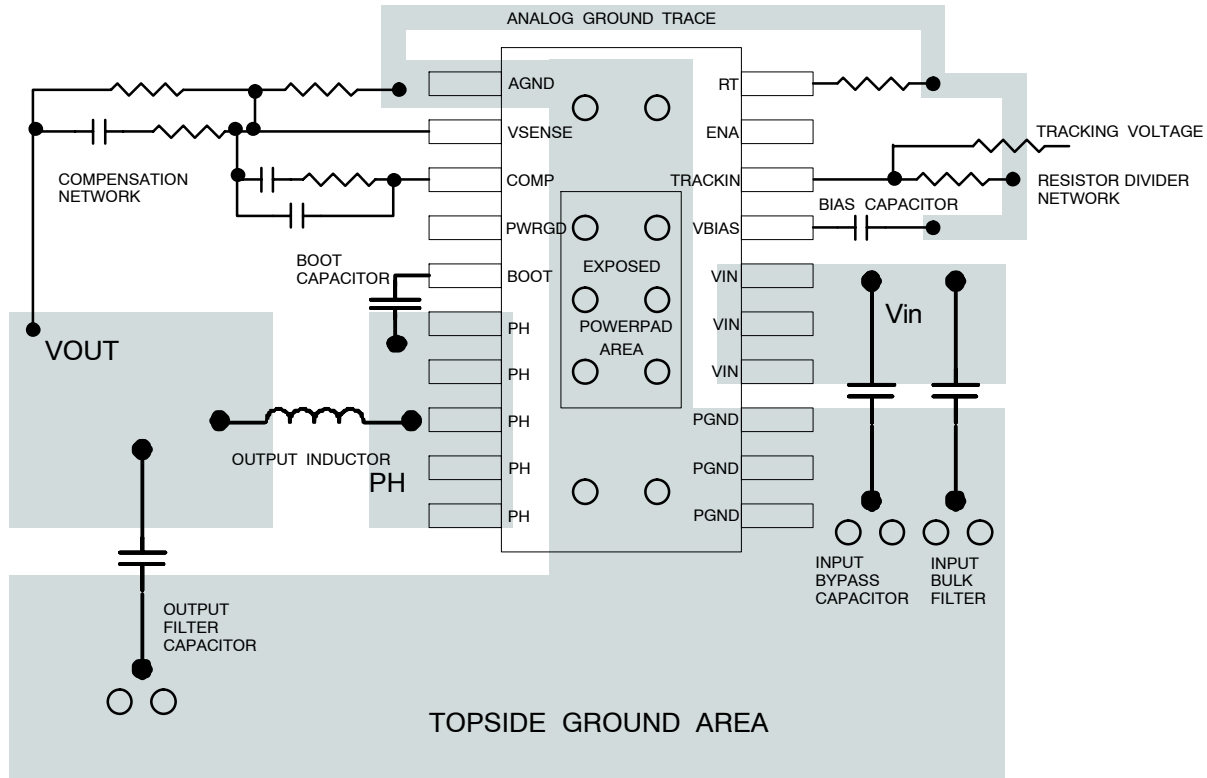 ANALOG GROUND TRACE
AGND
RT
VSENSE
ENA
TRACKING VOLTAGE
COMPENSATION
NETWORK
COMP
TRACKIN
RESISTOR DIVIDER
NETWORK
BIAS CAPACITOR
PWRGD
VBIAS
BOOT
CAPACITOR
BOOT
EXPOSED
POWERPAD
AREA
VIN
Vin
PH
VIN
VOUT
PH
VIN
PH
PGND
OUTPUT INDUCTOR
PH
PH
PGND
PH
PGND
INPUT
BYPASS
CAPACITOR
INPUT
BULK
FILTER
OUTPUT
FILTER
CAPACITOR
TOPSIDE GROUND AREA